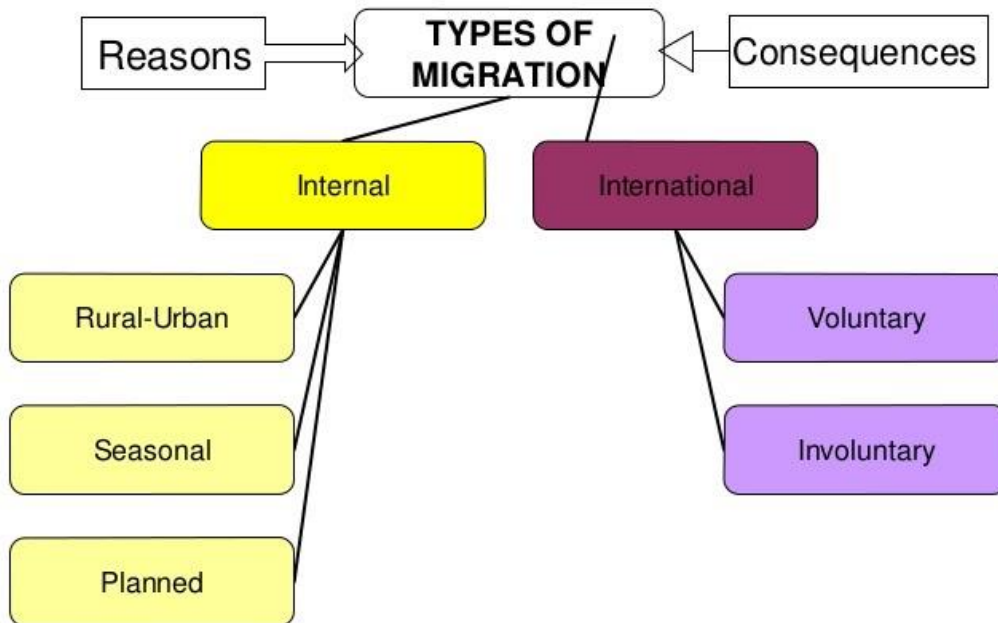 Reasons
TYPES OF
MIGRATION
Consequences
Internal
International
Rural-Urban
Voluntary
Seasonal
Involuntary
Planned